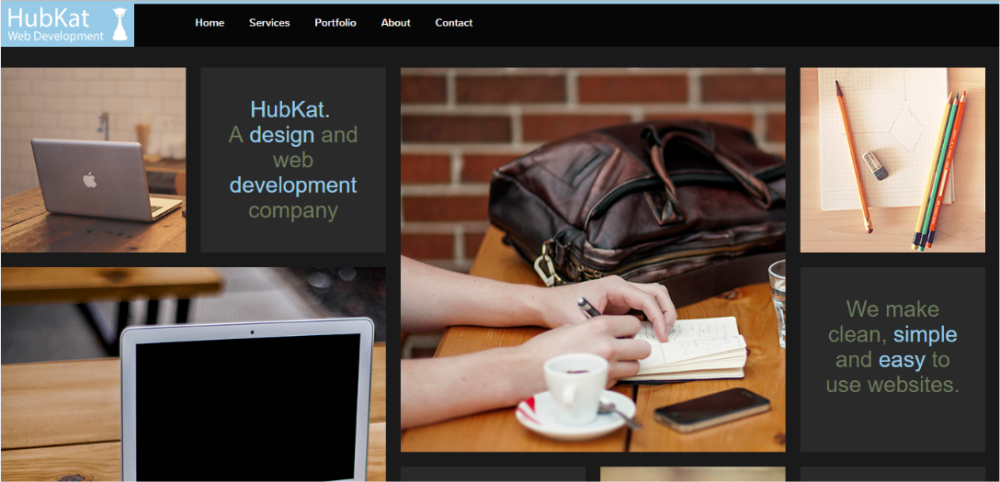 HubKat
Web Development
Home Services Portfolio About Contact
HubKat.
A design and
web
development
company
We make
clean, simple
and easy to
use websites.